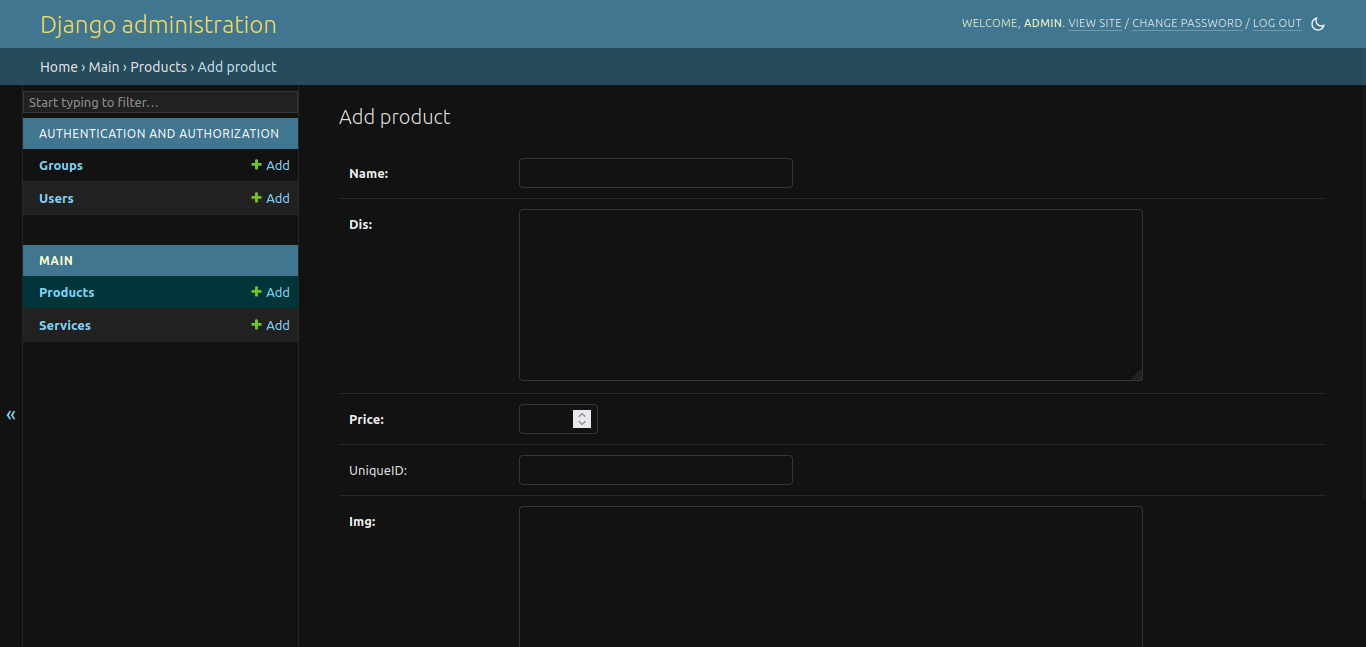 Django administration
WELCOME, ADMIN. VIEW SITE / CHANGE PASSWORD / LOG OUT
Home › Main › Products › Add product
Start typing to filter…
AUTHENTICATION AND AUTHORIZATION
Groups + Add
Users + Add
MAIN
Products + Add
Services + Add
«
Add product
Name:
Dis:
Price:
UniqueID:
Img: